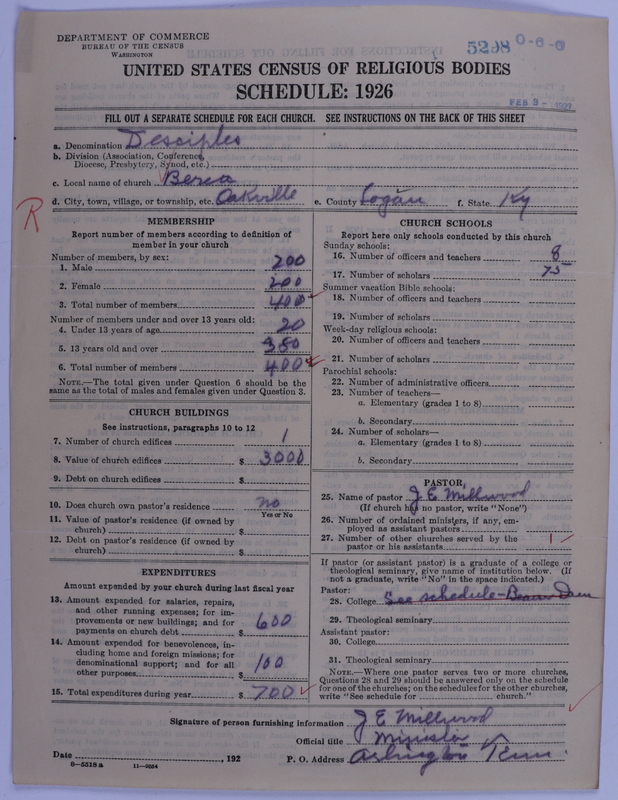 DEPARTMENT OF COMMERCE
BUREAU OF THE CENSUS
WASHINGTON
5298 0-6-0
UNITED STATES CENSUS OF RELIGIOUS BODIES
SCHEDULE: 1926
FEB 3 - 1927
FILL OUT A SEPARATE SCHEDULE FOR EACH CHURCH. SEE INSTRUCTIONS ON THE BACK OF THIS SHEET
a. Denomination Desciples
b. Division (Association, Conference,
Diocese, Presbytery, Synod, etc.)
c. Local name of church Berea
d. City, town, village, or township, etc. Oakville e. County Logan f. State Ky
R
MEMBERSHIP
Report number of members according to definition of
member in your church
Number of members, by sex:
1. Male 200
2. Female 200
3. Total number of members 400
Number of members under and over 13 years old:
4. Under 13 years of age 20
5. 13 years old and over 380
6. Total number of members 400
NOTE.—The total given under Question 6 should be the
same as the total of males and females given under Question 3.
CHURCH BUILDINGS
See instructions, paragraphs 10 to 12
7. Number of church edifices 1
8. Value of church edifices $ 3000
9. Debt on church edifices $
10. Does church own pastor's residence no
Yes or No
11. Value of pastor's residence (if owned by
church) $
12. Debt on pastor's residence (if owned by
church) $
EXPENDITURES
Amount expended by your church during last fiscal year
13. Amount expended for salaries, repairs,
and other running expenses; for im-
provements or new buildings; and for
payments on church debt $ 600
14. Amount expended for benevolences, in-
cluding home and foreign missions; for
denominational support; and for all
other purposes $ 100
15. Total expenditures during year $ 700
CHURCH SCHOOLS
Report here only schools conducted by this church
Sunday schools:
16. Number of officers and teachers 8
17. Number of scholars 75
Summer vacation Bible schools:
18. Number of officers and teachers
19. Number of scholars
Week-day religious schools:
20. Number of officers and teachers
21. Number of scholars
Parochial schools:
22. Number of administrative officers
23. Number of teachers—
a. Elementary (grades 1 to 8)
b. Secondary
24. Number of scholars—
a. Elementary (grades 1 to 8)
b. Secondary
PASTOR
25. Name of pastor J E Millwood
(If church has no pastor, write "None")
26. Number of ordained ministers, if any, em-
ployed as assistant pastors
27. Number of other churches served by the
pastor or his assistants 1
If pastor (or assistant pastor) is a graduate of a college or
theological seminary, give name of institution below. (If
not a graduate, write "No" in the space indicated.)
Pastor:
28. College See schedule-
29. Theological seminary
Assistant pastor:
30. College
31. Theological seminary
NOTE.—Where one pastor serves two or more churches,
Questions 28 and 29 should be answered only on the schedule
for one of the churches; on the schedules for the other churches,
write "See schedule for church."
Signature of person furnishing information J E Millwood
Official title Minister
Date , 192 P. O. Address Arlington Tenn.
8-5518a 11-9054